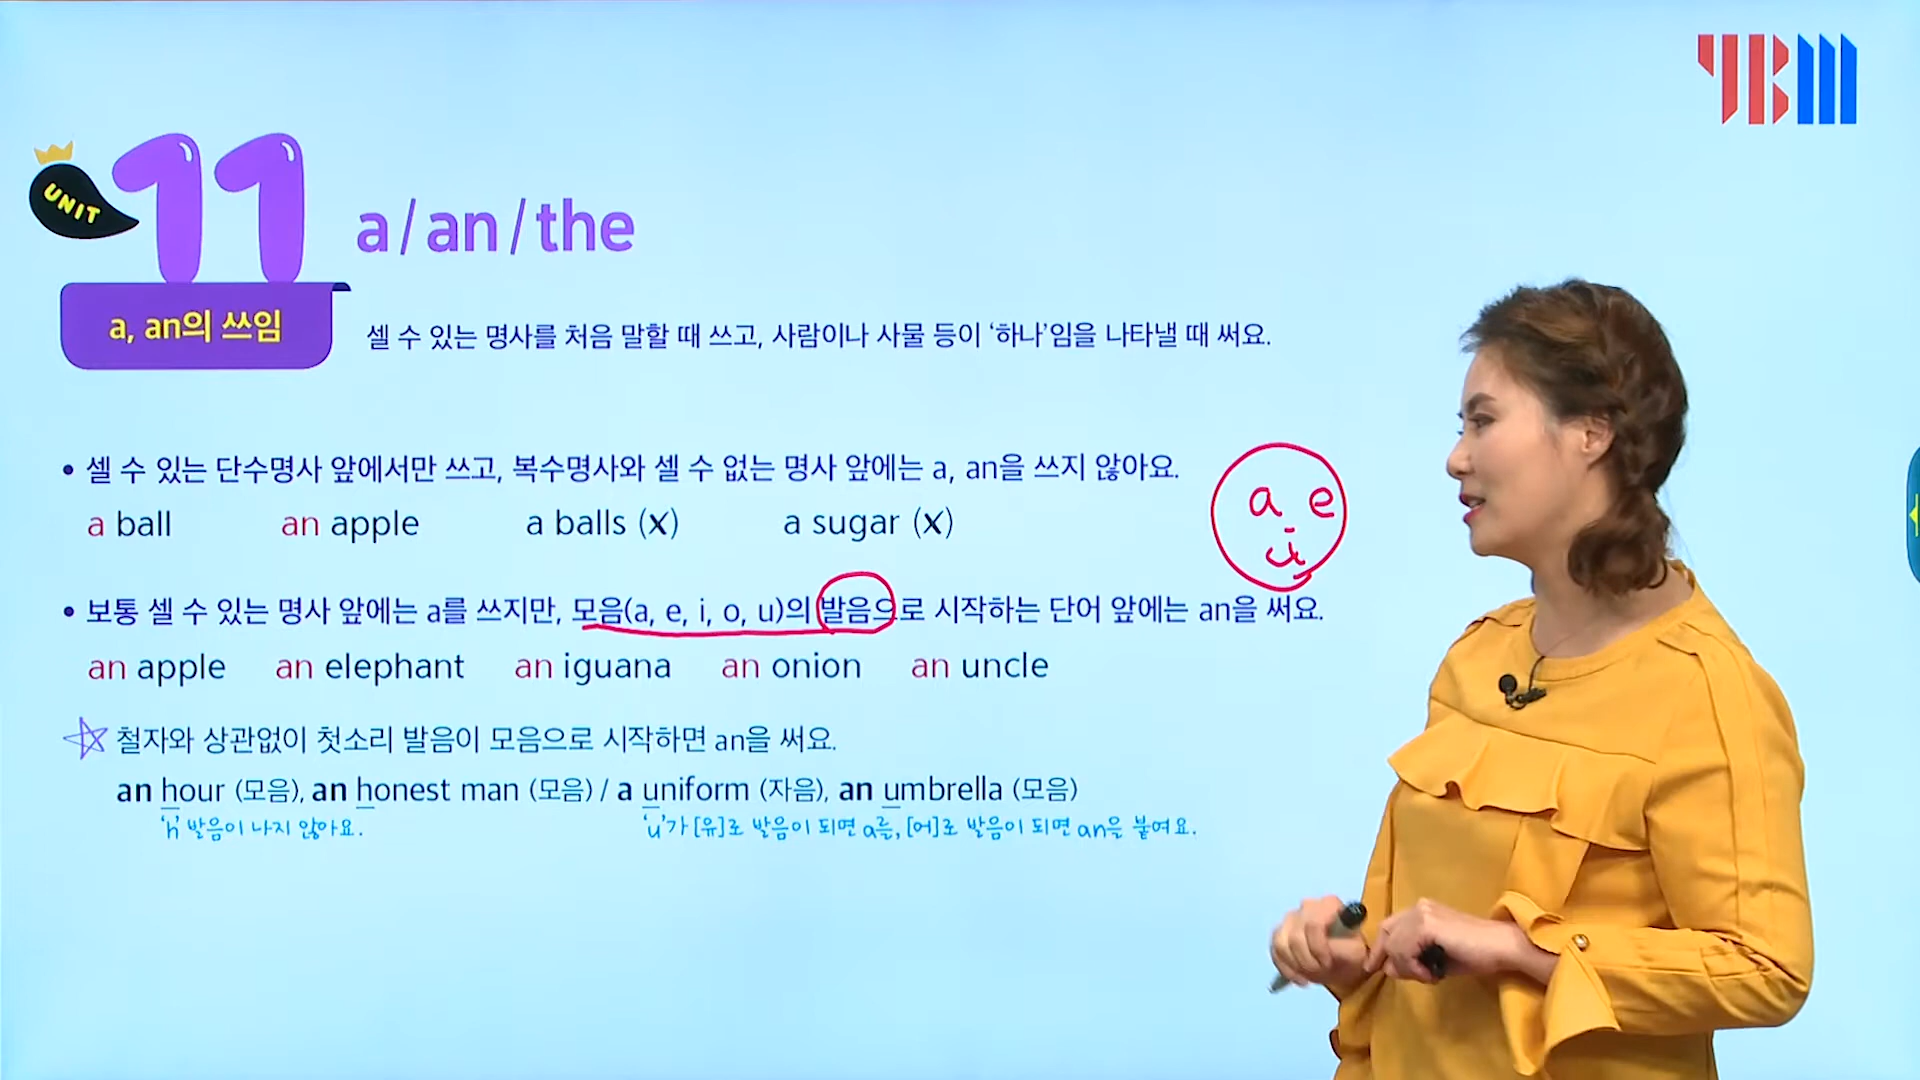 YBM
UNIT 11
a / an / the
a, an의 쓰임
셀 수 있는 명사를 처음 말할 때 쓰고, 사람이나 사물 등이 ‘하나’임을 나타낼 때 써요.
• 셀 수 있는 단수명사 앞에서만 쓰고, 복수명사와 셀 수 없는 명사 앞에는 a, an을 쓰지 않아요.
a ball an apple a balls (x) a sugar (x)
a e
i
u
• 보통 셀 수 있는 명사 앞에는 a를 쓰지만, 모음(a, e, i, o, u)의 발음으로 시작하는 단어 앞에는 an을 써요.
an apple an elephant an iguana an onion an uncle
철자와 상관없이 첫소리 발음이 모음으로 시작하면 an을 써요.
an hour (모음), an honest man (모음) / a uniform (자음), an umbrella (모음)
‘h’ 발음이 나지 않아요. ‘u’가 [유]로 발음이 되면 a를, [어]로 발음이 되면 an을 붙여요.